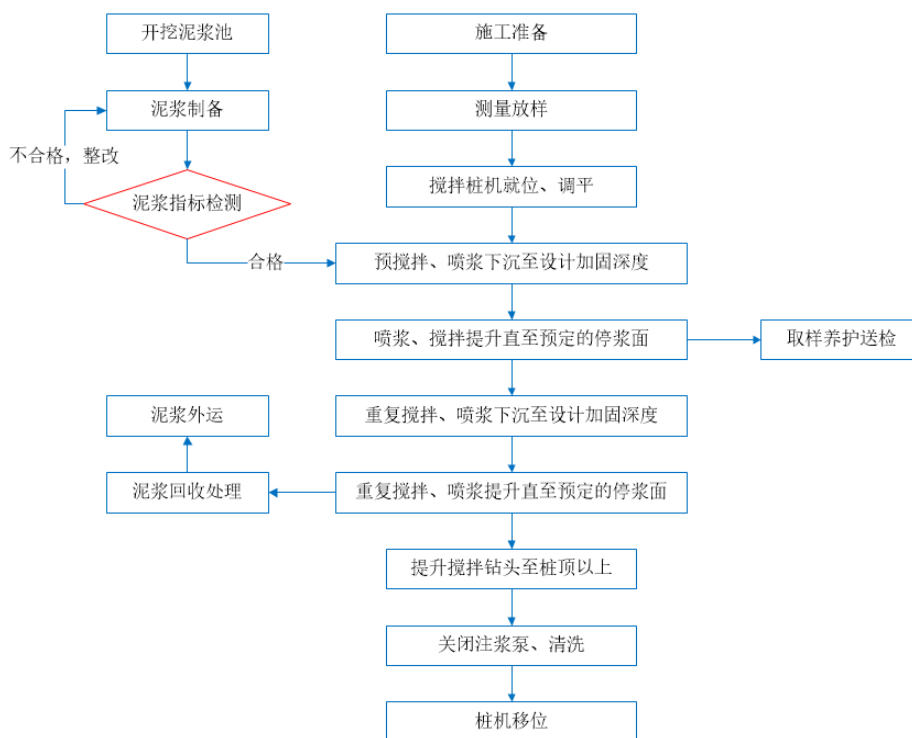 开挖泥浆池
施工准备
泥浆制备
测量放样
不合格，整改
泥浆指标检测
搅拌桩机就位、调平
合格
预搅拌、喷浆下沉至设计加固深度
喷浆、搅拌提升直至预定的停浆面
取样养护送检
泥浆外运
重复搅拌、喷浆下沉至设计加固深度
泥浆回收处理
重复搅拌、喷浆提升直至预定的停浆面
提升搅拌钻头至桩顶以上
关闭注浆泵、清洗
桩机移位